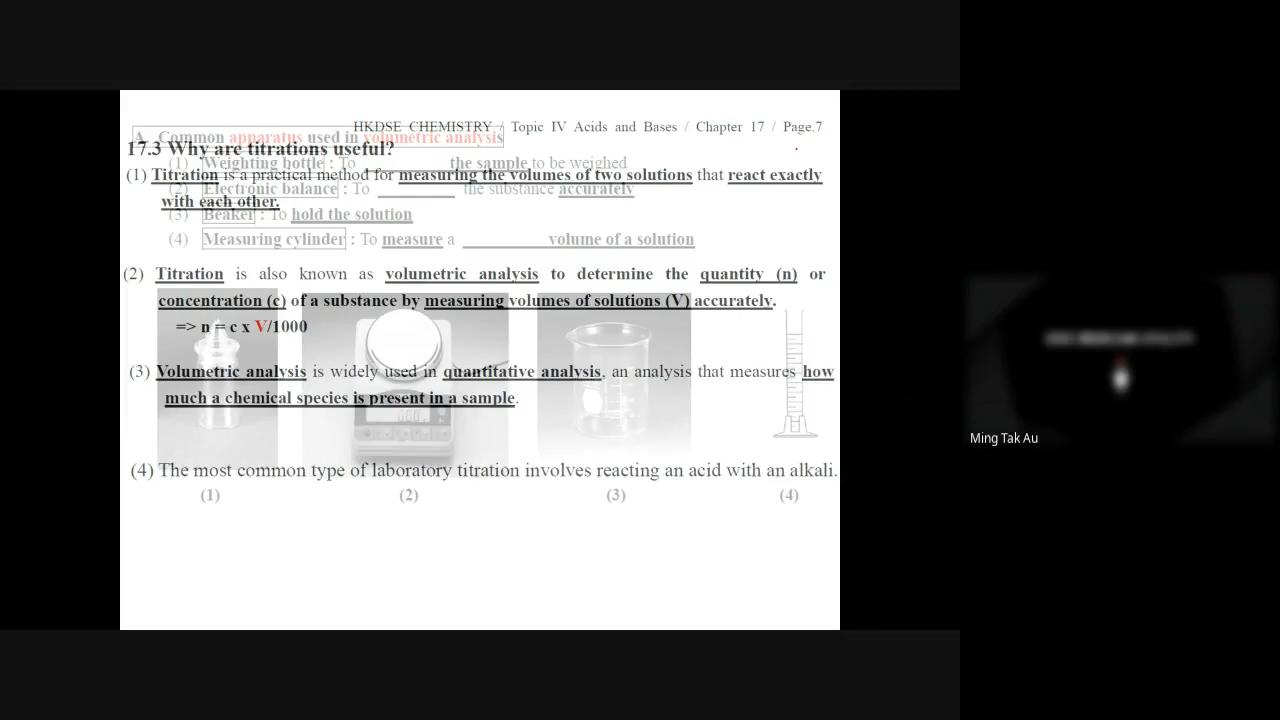 HKDSE CHEMISTRY / Topic IV Acids and Bases / Chapter 17 / Page.7
A. Common apparatus used in volumetric analysis
17.3 Why are titrations useful?
(1) Weighting bottle : To __________ the sample to be weighed
(1) Titration is a practical method for measuring the volumes of two solutions that react exactly
(2) Electronic balance : To _________ the substance accurately
with each other.
(3) Beaker : To hold the solution
(4) Measuring cylinder : To measure a __________ volume of a solution
(2) Titration is also known as volumetric analysis to determine the quantity (n) or
concentration (c) of a substance by measuring volumes of solutions (V) accurately.
=> n = c x V/1000
(3) Volumetric analysis is widely used in quantitative analysis, an analysis that measures how
much a chemical species is present in a sample.
(4) The most common type of laboratory titration involves reacting an acid with an alkali.
(1) (2) (3) (4)
Ming Tak Au